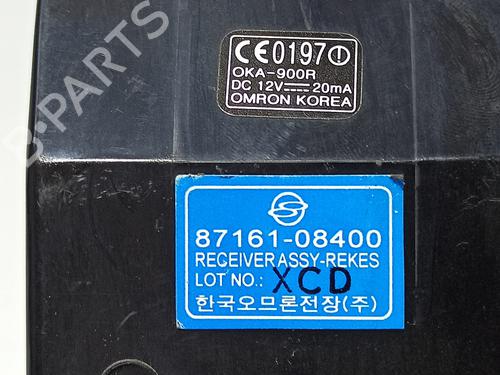 CE0197!
OKA-900R
DC 12V⎓20mA
OMRON KOREA
87161-08400
RECEIVER ASSY-REKES
LOT NO.: XCD
한국오므론전장(주)
B-PARTS